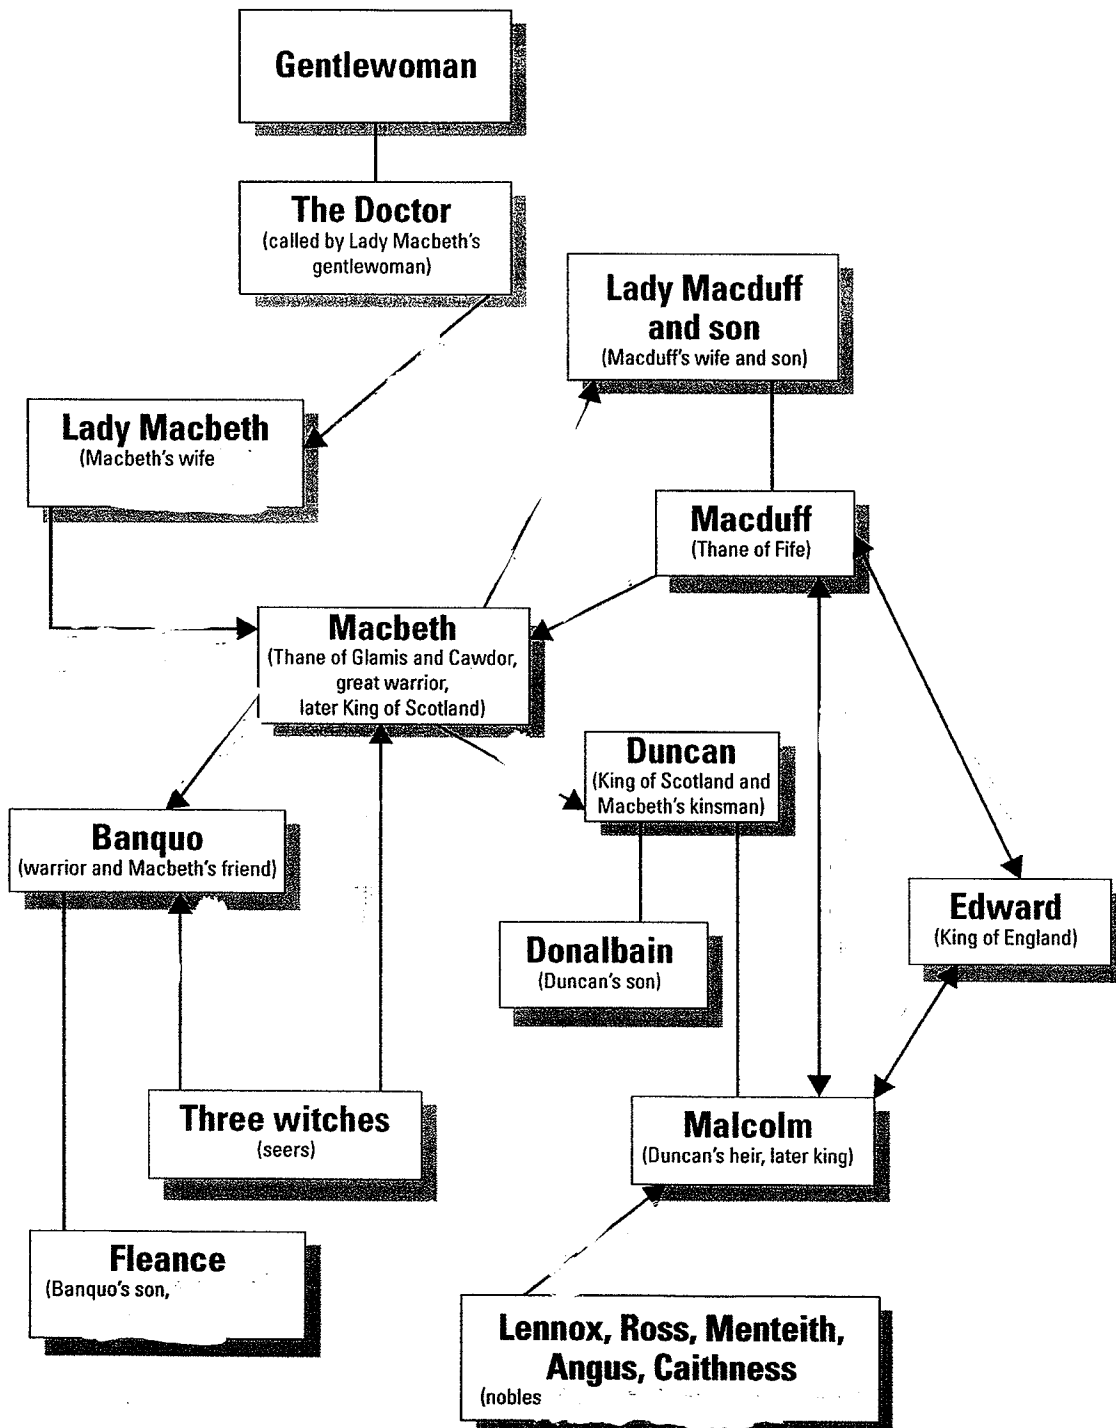 Gentlewoman
The Doctor
(called by Lady Macbeth's
gentlewoman)
Lady Macduff
and son
(Macduff's wife and son)
Lady Macbeth
(Macbeth's wife
Macduff
(Thane of Fife)
Macbeth
(Thane of Glamis and Cawdor,
great warrior,
later King of Scotland)
Duncan
(King of Scotland and
Macbeth's kinsman)
Banquo
(warrior and Macbeth's friend)
Edward
(King of England)
Donalbain
(Duncan's son)
Three witches
(seers)
Malcolm
(Duncan's heir, later king)
Fleance
(Banquo's son,
Lennox, Ross, Menteith,
Angus, Caithness
(nobles